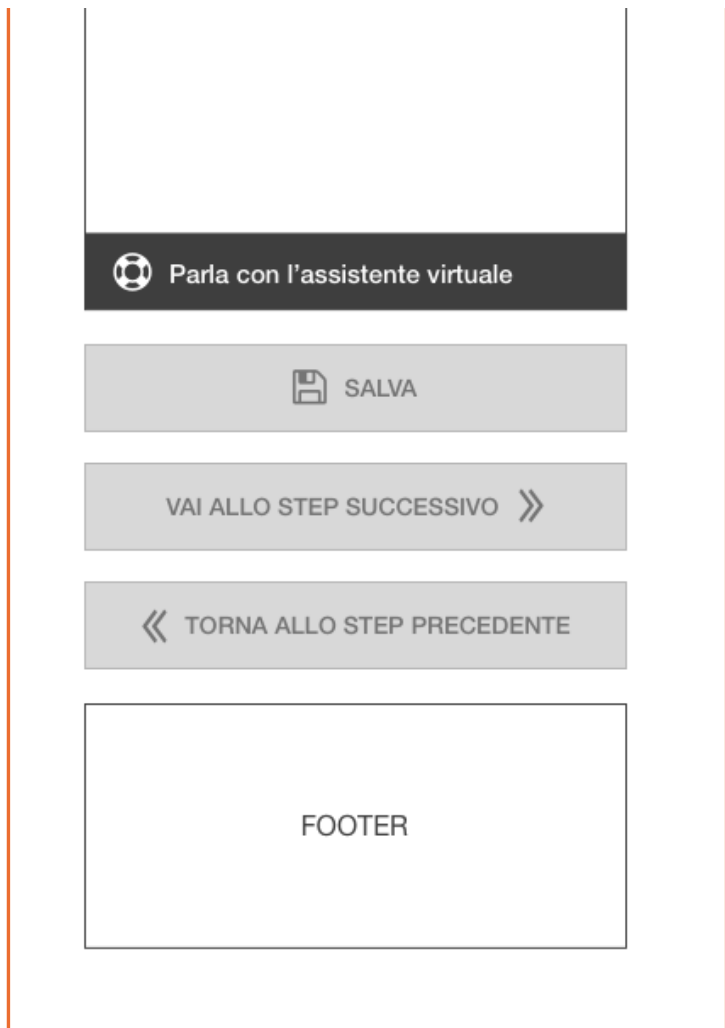 Parla con l’assistente virtuale
SALVA
VAI ALLO STEP SUCCESSIVO
TORNA ALLO STEP PRECEDENTE
FOOTER